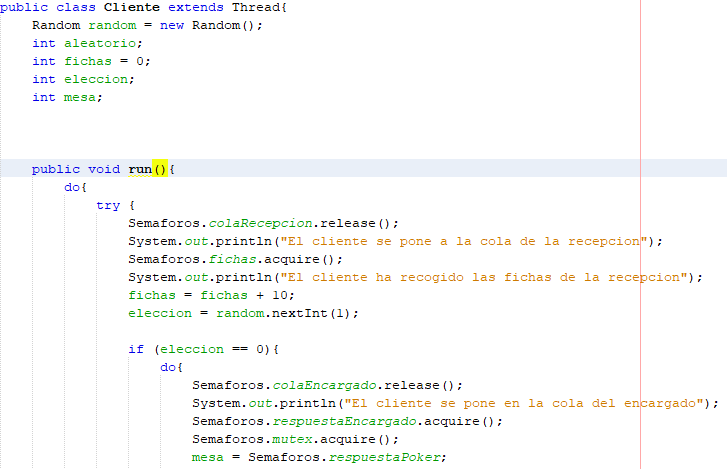 public class Cliente extends Thread{
Random random = new Random();
int aleatorio;
int fichas = 0;
int eleccion;
int mesa;
public void run(){
do{
try {
Semaforos.colaRecepcion.release();
System.out.println("El cliente se pone a la cola de la recepcion");
Semaforos.fichas.acquire();
System.out.println("El cliente ha recogido las fichas de la recepcion");
fichas = fichas + 10;
eleccion = random.nextInt(1);
if (eleccion == 0){
do{
Semaforos.colaEncargado.release();
System.out.println("El cliente se pone en la cola del encargado");
Semaforos.respuestaEncargado.acquire();
Semaforos.mutex.acquire();
mesa = Semaforos.respuestaPoker;